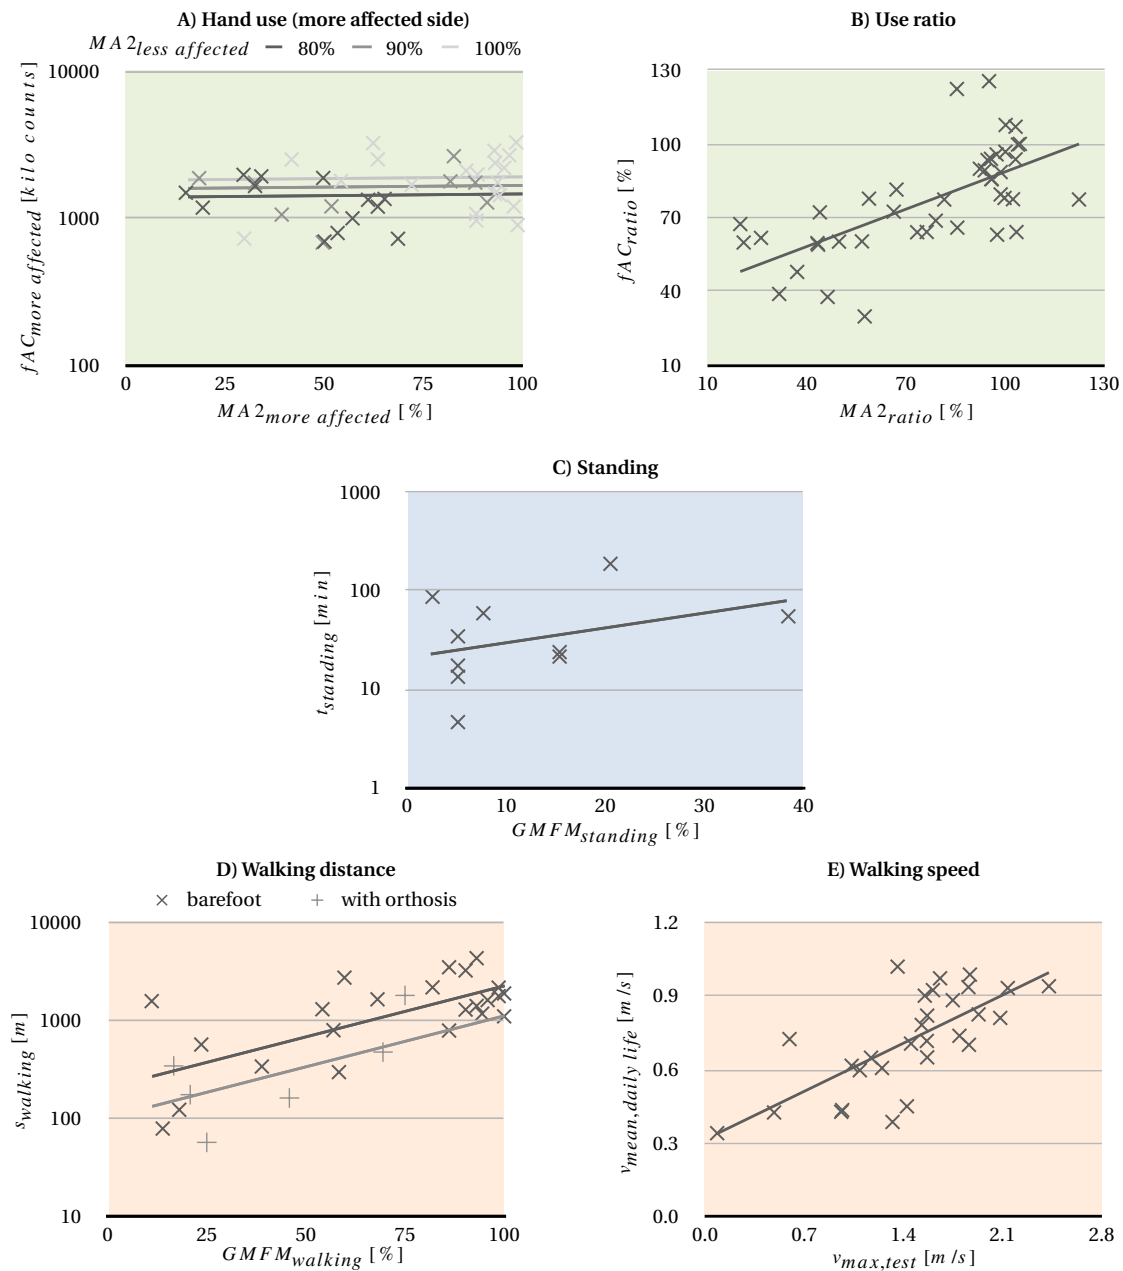 A) Hand use (more affected side)
MA2less affected 80% 90% 100%
10000
1000
100
fACmore affected [kilo counts]
0 25 50 75 100
MA2more affected [%]
B) Use ratio
130
100
70
40
10
fACratio [%]
10 40 70 100 130
MA2ratio [%]
C) Standing
1000
100
10
1
tstanding [min]
0 10 20 30 40
GMFMstanding [%]
D) Walking distance
barefoot with orthosis
10000
1000
100
10
swalking [m]
0 25 50 75 100
GMFMwalking [%]
E) Walking speed
1.2
0.9
0.6
0.3
0.0
vmean,daily life [m/s]
0.0 0.7 1.4 2.1 2.8
vmax,test [m/s]